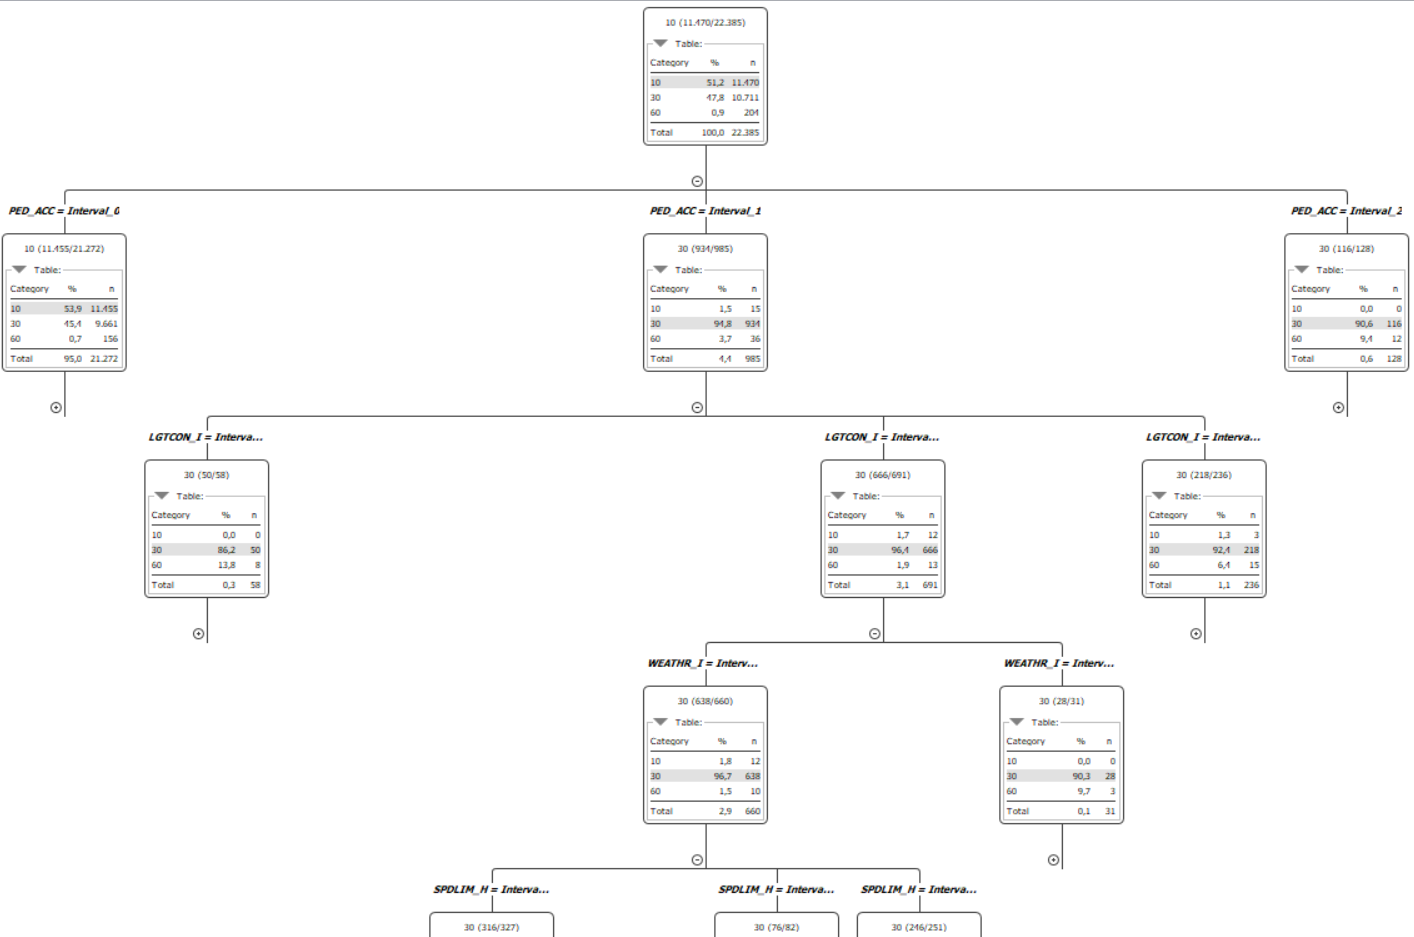 10 (11.470/22.385)
Table:
Category % n
10 51,2 11.470
30 47,8 10.711
60 0,9 204
Total 100,0 22.385
PED_ACC = Interval_0
10 (11.455/21.272)
Table:
Category % n
10 53,9 11.455
30 45,4 9.661
60 0,7 156
Total 95,0 21.272
PED_ACC = Interval_1
30 (934/985)
Table:
Category % n
10 1,5 15
30 94,8 934
60 3,7 36
Total 4,4 985
PED_ACC = Interval_2
30 (116/128)
Table:
Category % n
10 0,0 0
30 90,6 116
60 9,4 12
Total 0,6 128
LGTCON_I = Interva...
30 (50/58)
Table:
Category % n
10 0,0 0
30 86,2 50
60 13,8 8
Total 0,3 58
LGTCON_I = Interva...
30 (666/691)
Table:
Category % n
10 1,7 12
30 96,4 666
60 1,9 13
Total 3,1 691
LGTCON_I = Interva...
30 (218/236)
Table:
Category % n
10 1,3 3
30 92,4 218
60 6,4 15
Total 1,1 236
WEATHR_I = Interv...
30 (638/660)
Table:
Category % n
10 1,8 12
30 96,7 638
60 1,5 10
Total 2,9 660
WEATHR_I = Interv...
30 (28/31)
Table:
Category % n
10 0,0 0
30 90,3 28
60 9,7 3
Total 0,1 31
SPDLIM_H = Interva...
30 (316/327)
SPDLIM_H = Interva...
30 (76/82)
SPDLIM_H = Interva...
30 (246/251)